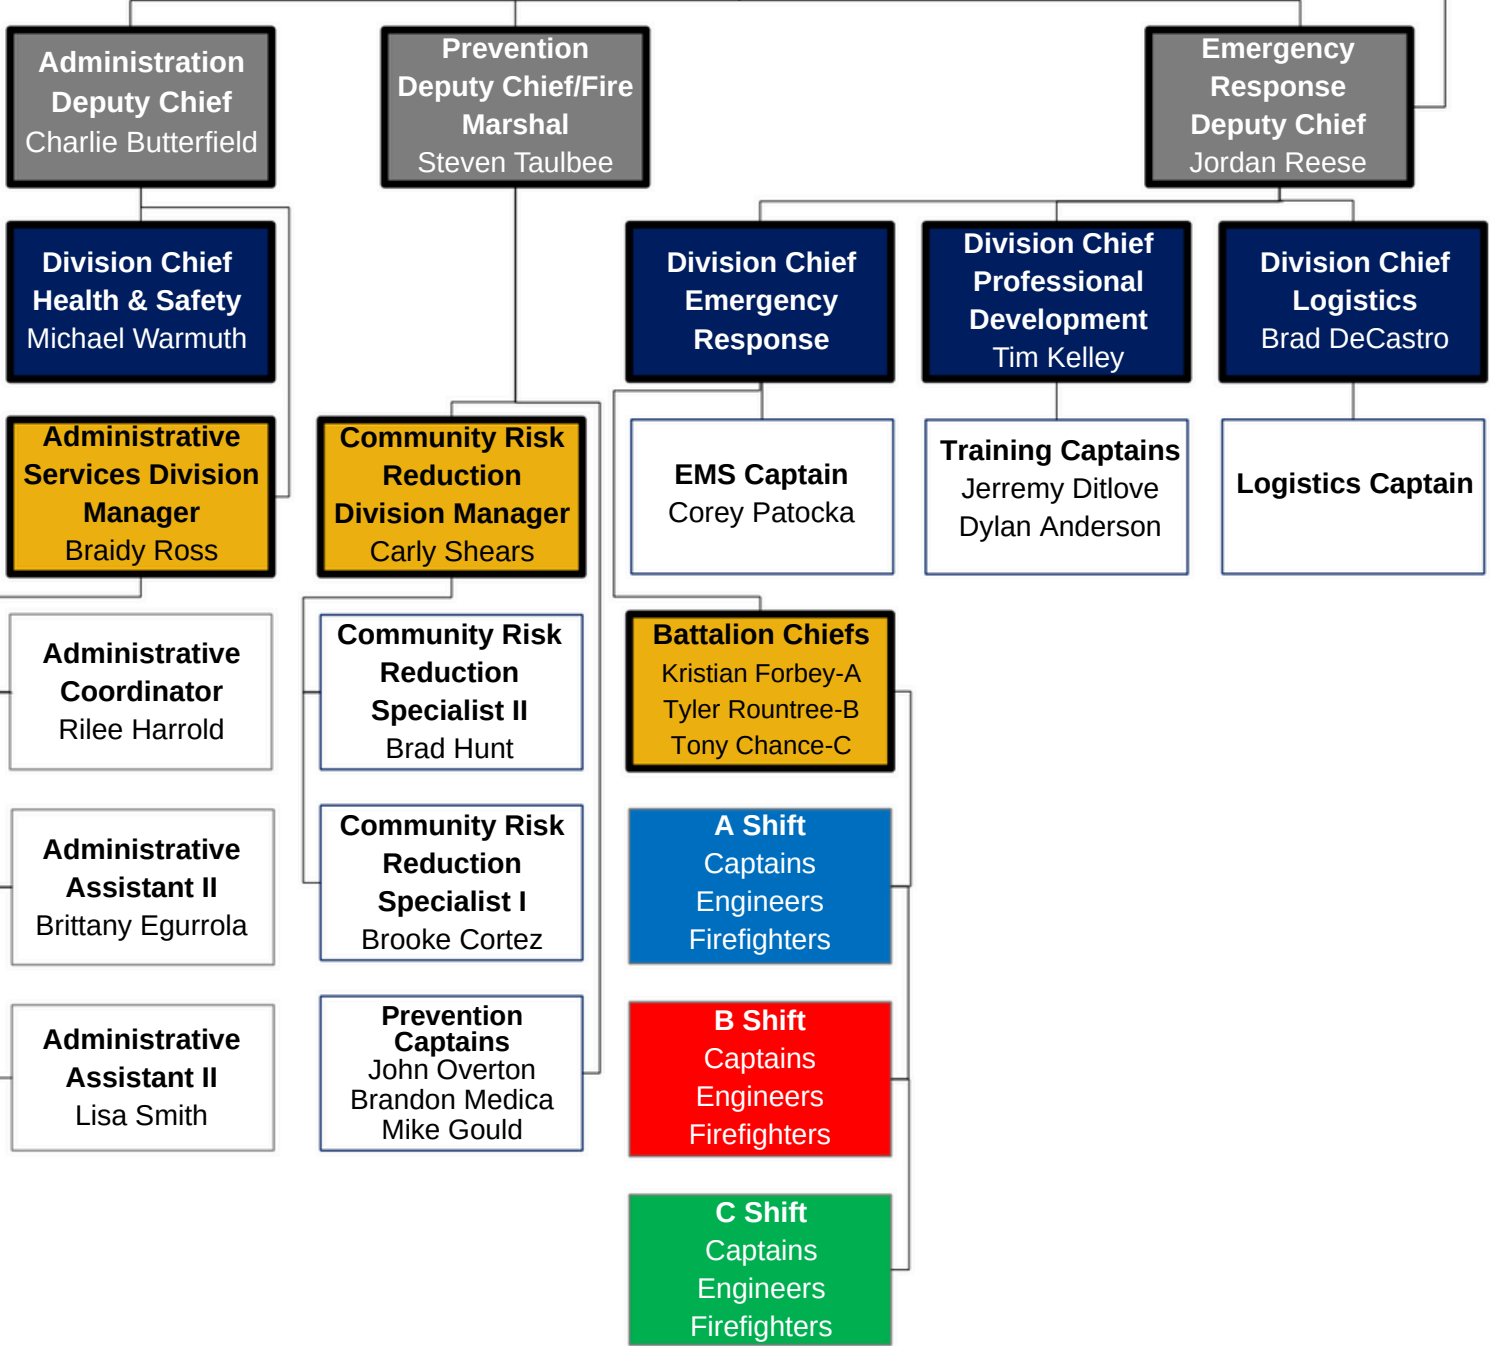 Administration
Deputy Chief
Charlie Butterfield
Prevention
Deputy Chief/Fire
Marshal
Steven Taulbee
Emergency
Response
Deputy Chief
Jordan Reese
Division Chief
Health & Safety
Michael Warmuth
Division Chief
Emergency
Response
Division Chief
Professional
Development
Tim Kelley
Division Chief
Logistics
Brad DeCastro
Administrative
Services Division
Manager
Braidy Ross
Community Risk
Reduction
Division Manager
Carly Shears
EMS Captain
Corey Patocka
Training Captains
Jerremy Ditlove
Dylan Anderson
Logistics Captain
Administrative
Coordinator
Rilee Harrold
Community Risk
Reduction
Specialist II
Brad Hunt
Battalion Chiefs
Kristian Forbey-A
Tyler Rountree-B
Tony Chance-C
Administrative
Assistant II
Brittany Egurrola
Community Risk
Reduction
Specialist I
Brooke Cortez
A Shift
Captains
Engineers
Firefighters
Administrative
Assistant II
Lisa Smith
Prevention
Captains
John Overton
Brandon Medica
Mike Gould
B Shift
Captains
Engineers
Firefighters
C Shift
Captains
Engineers
Firefighters